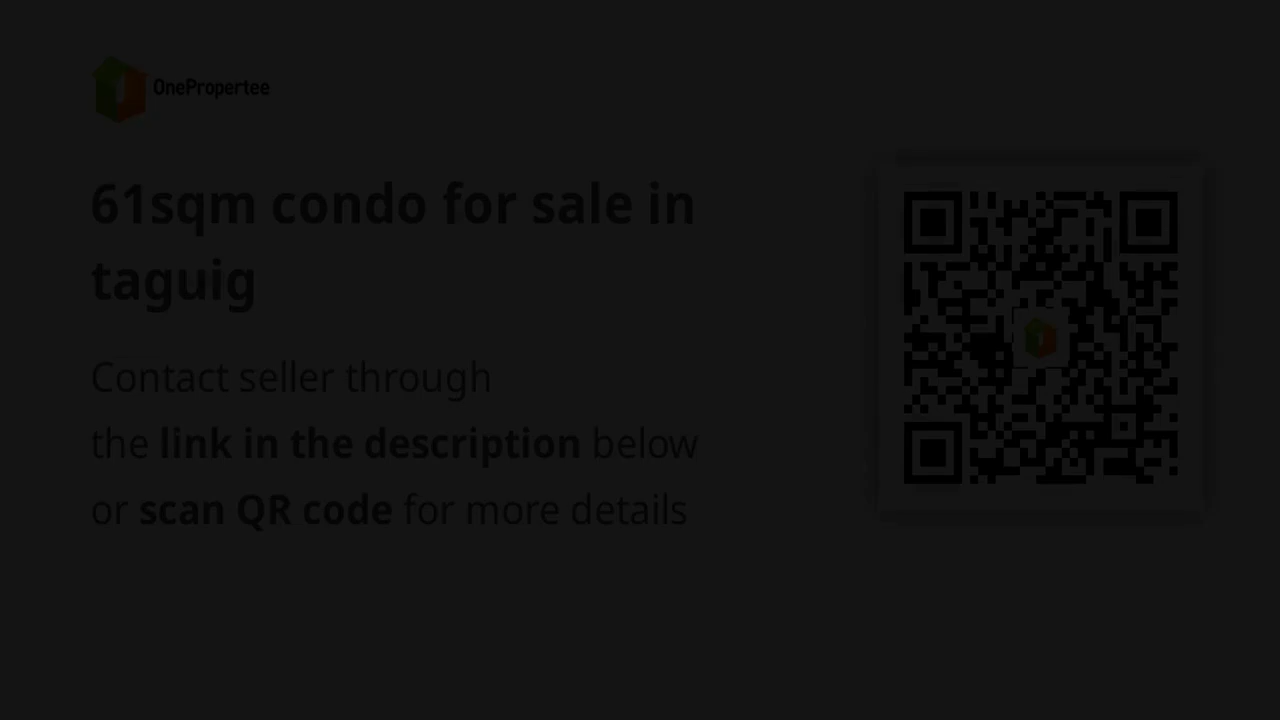 OnePropertee
61sqm condo for sale in
taguig
Contact seller through
the link in the description below
or scan QR code for more details